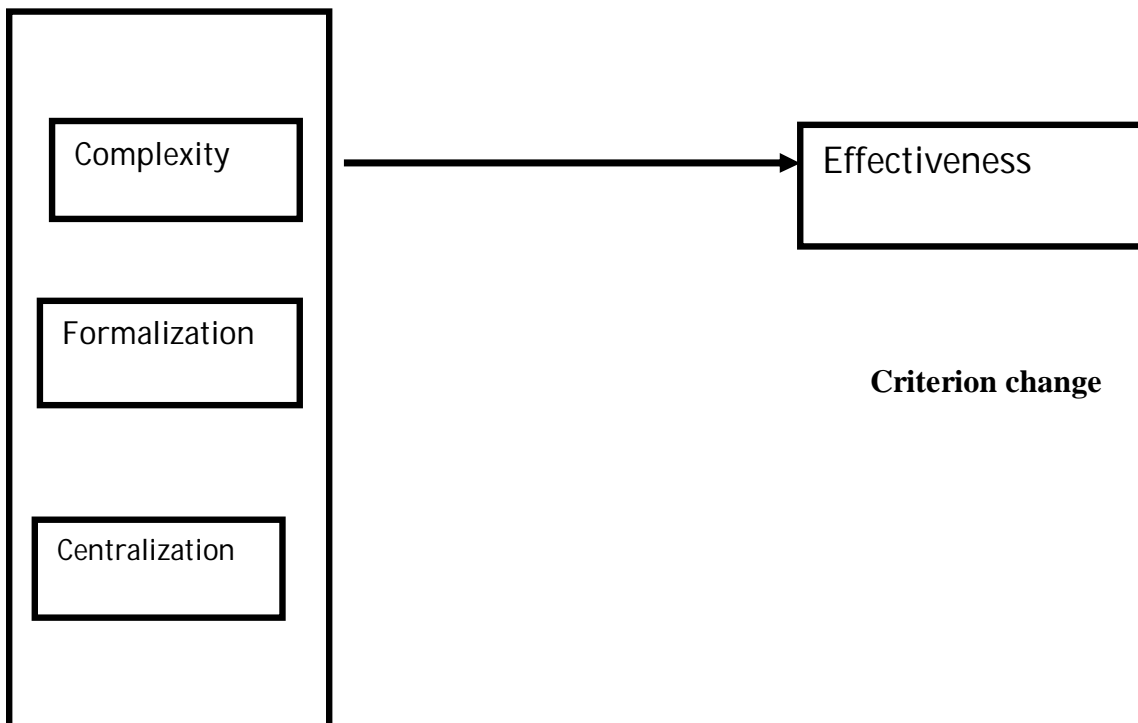 Complexity
Effectiveness
Formalization
Criterion change
Centralization